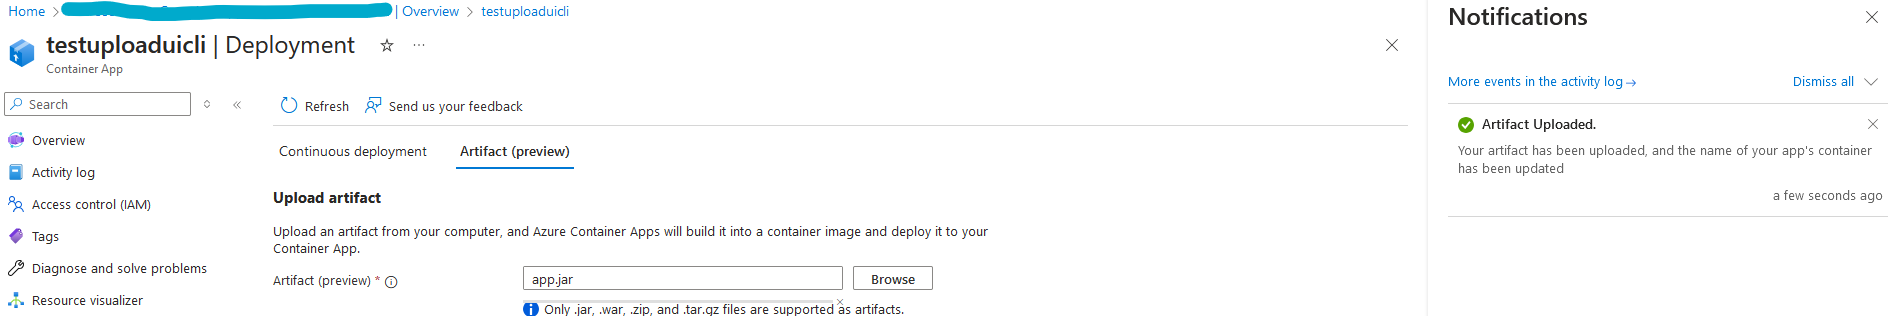 Home
| Overview
testuploaduicli
testuploaduicli | Deployment
Container App
Search
Overview
Activity log
Access control (IAM)
Tags
Diagnose and solve problems
Resource visualizer
Refresh
Send us your feedback
Continuous deployment
Artifact (preview)
Upload artifact
Upload an artifact from your computer, and Azure Container Apps will build it into a container image and deploy it to your
Container App.
Artifact (preview) *
app.jar
Browse
Only .jar, .war, .zip, and .tar.gz files are supported as artifacts.
Notifications
More events in the activity log→
Dismiss all
Artifact Uploaded.
Your artifact has been uploaded, and the name of your app's container
has been updated
a few seconds ago